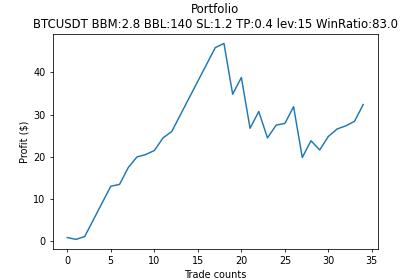 Portfolio
BTCUSDT BBM:2.8 BBL:140 SL:1.2 TP:0.4 lev:15 WinRatio:83.0
Profit ($)
40
30
20
10
0
0 5 10 15 20 25 30 35
Trade counts